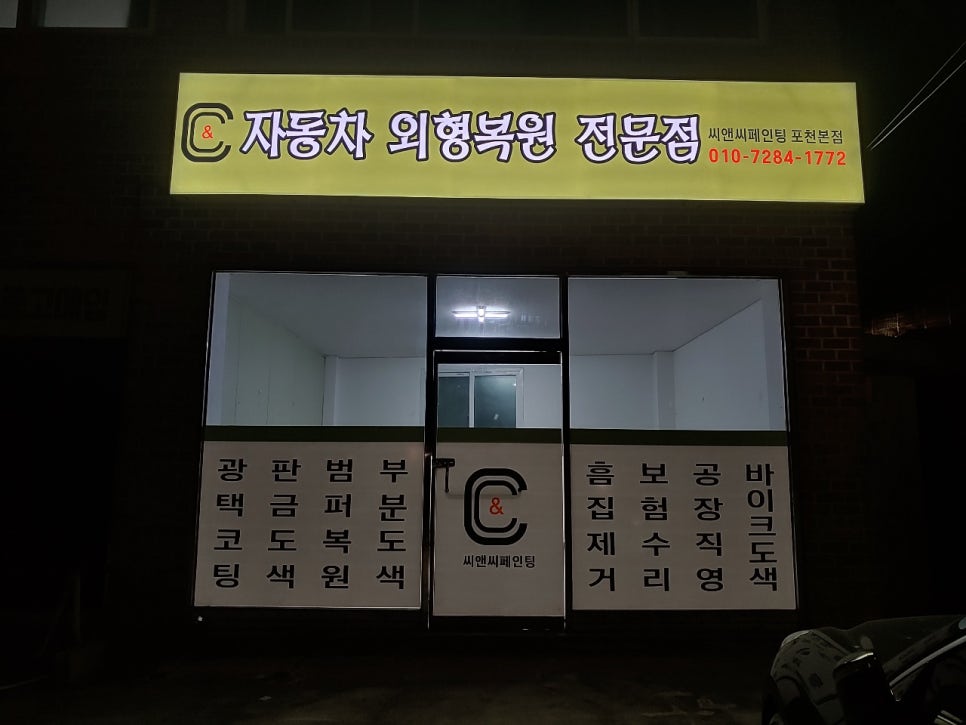 C&C 자동차 외형복원 전문점
씨앤씨페인팅 포천본점
010-7284-1772
광택코팅
판금도색
범퍼복원
부분도색
C&C
씨앤씨페인팅
흠집제거
보험수리
공장직영
바이크도색